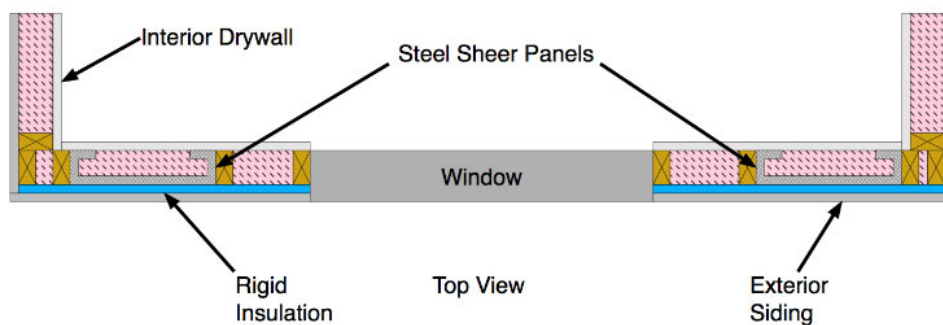 Interior Drywall
Steel Sheer Panels
Window
Rigid
Insulation
Top View
Exterior
Siding